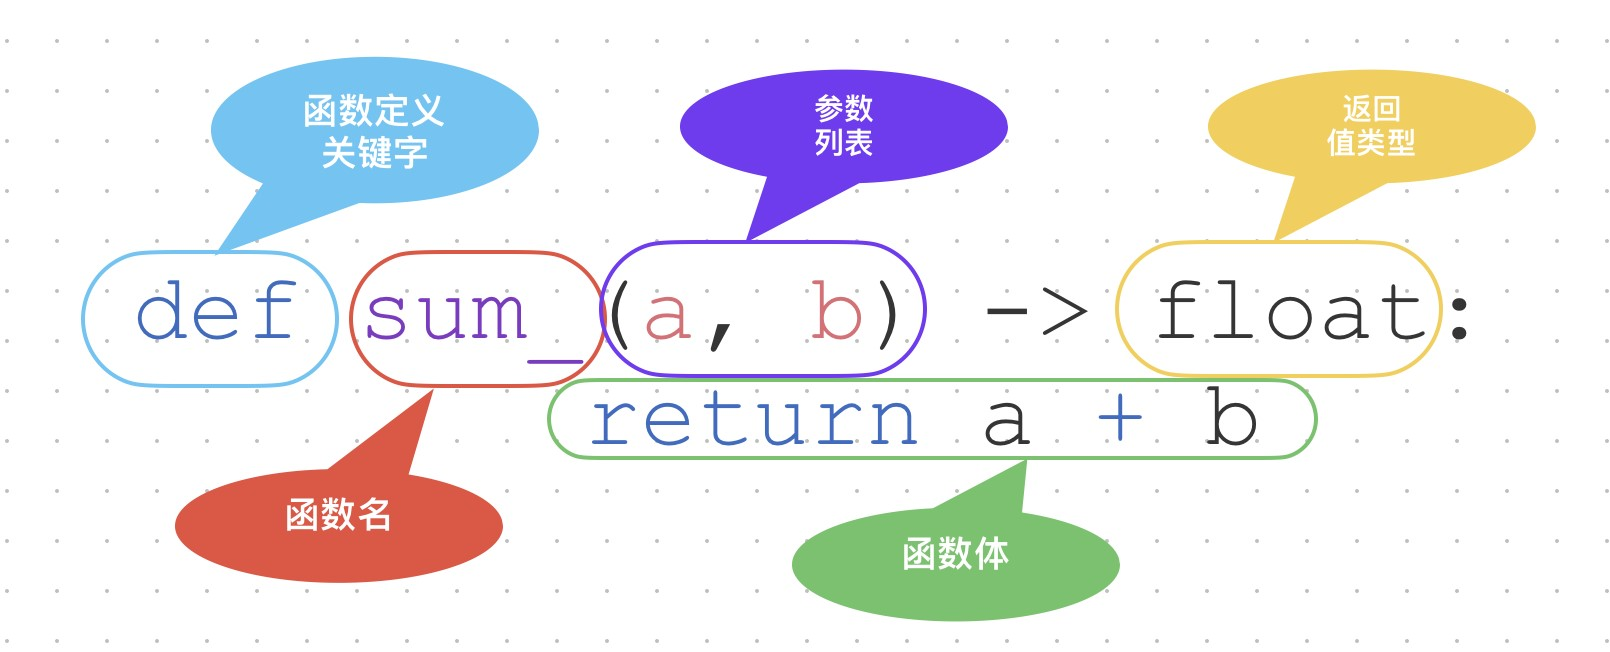 函数定义
关键字
参数
列表
返回
值类型
def sum_(a, b) -> float:
return a + b
函数名
函数体